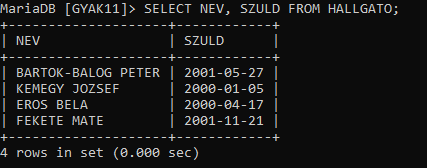 MariaDB [GYAK11]> SELECT NEV, SZULD FROM HALLGATO;
+--------------------+------------+
| NEV                | SZULD      |
+--------------------+------------+
| BARTOK-BALOG PETER | 2001-05-27 |
| KEMEGY JOZSEF      | 2000-01-05 |
| EROS BELA          | 2000-04-17 |
| FEKETE MATE        | 2001-11-21 |
+--------------------+------------+
4 rows in set (0.000 sec)